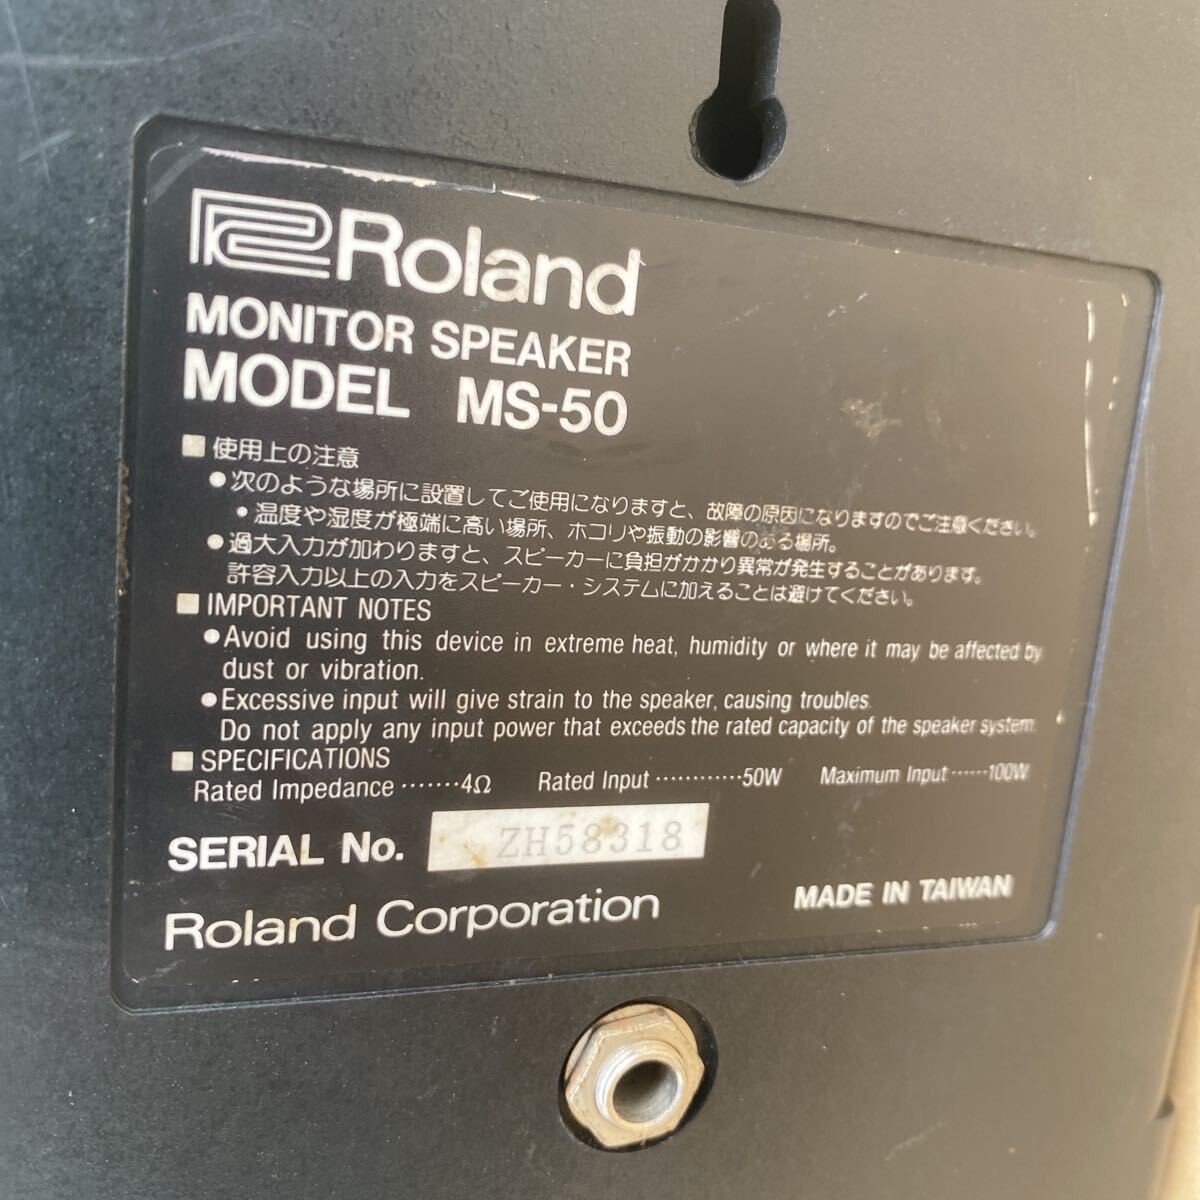 Roland
MONITOR SPEAKER
MODEL MS-50
■ 使用上の注意
●次のような場所に設置してご使用になりますと、故障の原因になりますのでご注意ください。
・温度や湿度が極端に高い場所、ホコリや振動の影響のある場所。
●過大入力が加わりますと、スピーカーに負担がかかり異常が発生することがあります。
許容入力以上の入力をスピーカー・システムに加えることは避けてください。
■ IMPORTANT NOTES
●Avoid using this device in extreme heat, humidity or where it may be affected by
dust or vibration.
●Excessive input will give strain to the speaker, causing troubles.
Do not apply any input power that exceeds the rated capacity of the speaker system.
■ SPECIFICATIONS
Rated Impedance ·······4Ω Rated Input ···········50W Maximum Input······100W
SERIAL No. ZH58318
Roland Corporation MADE IN TAIWAN